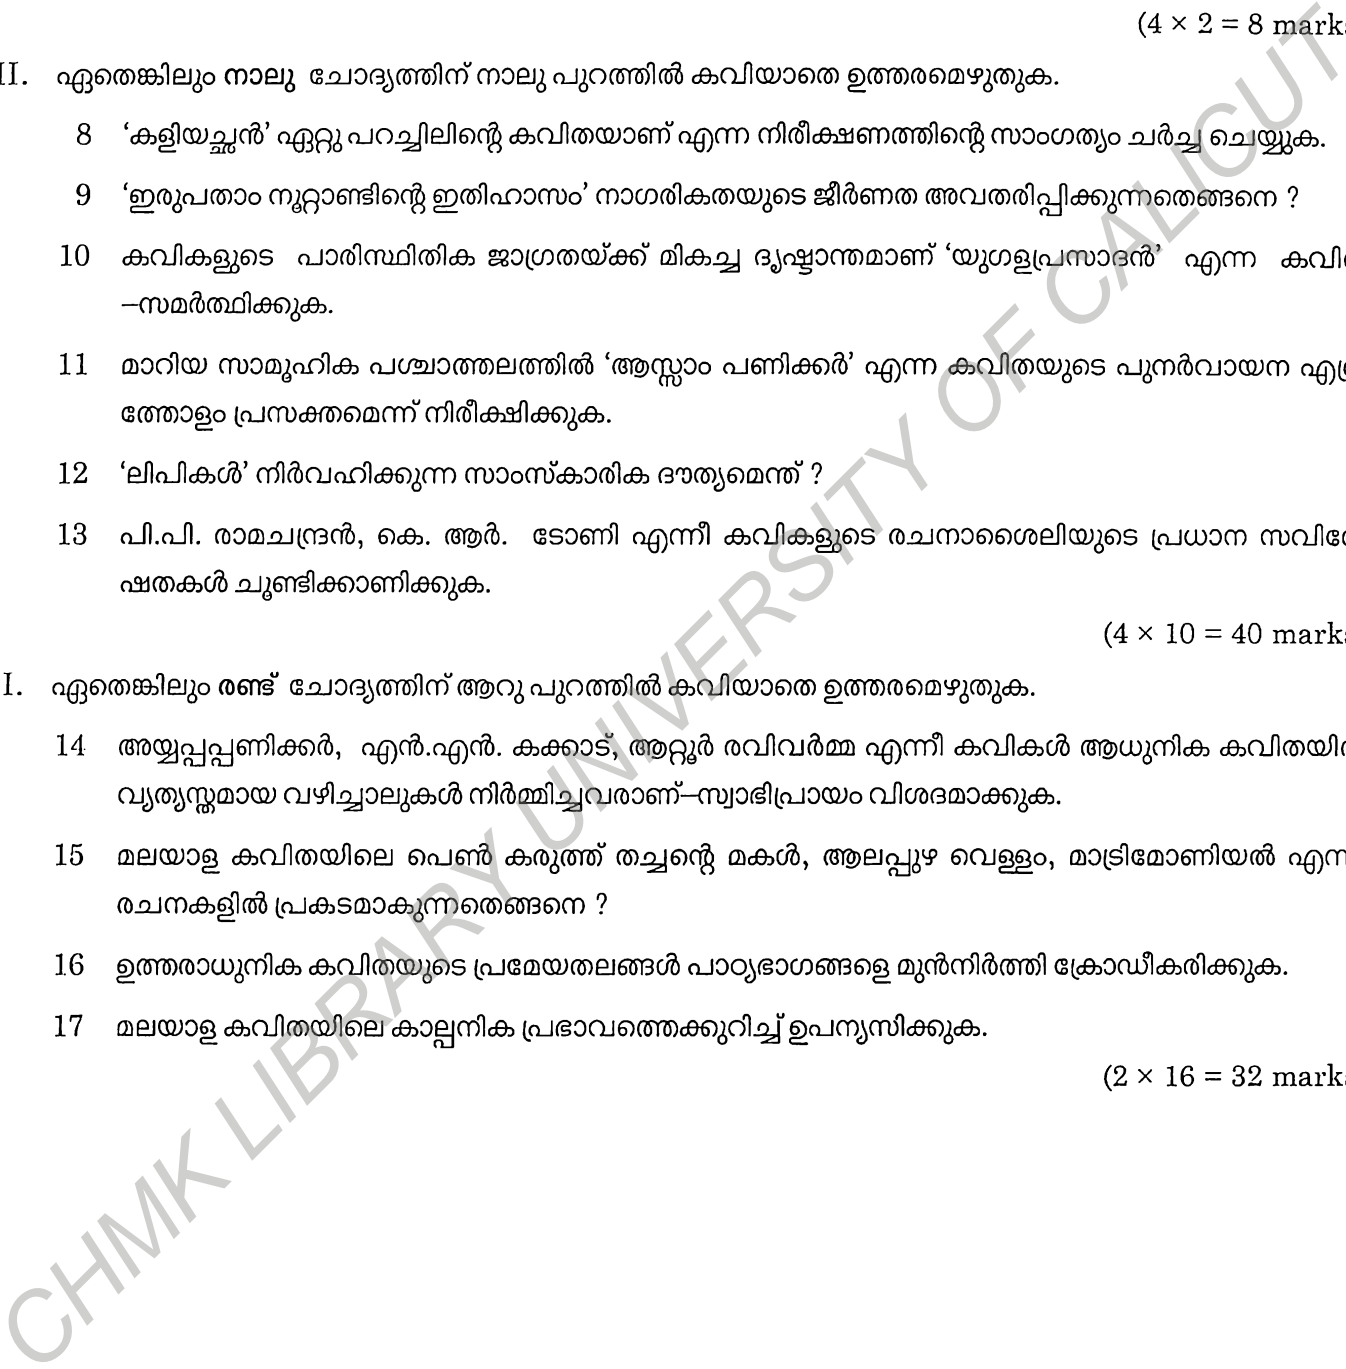 (4 × 2 = 8 marks
II. ഏതെങ്കിലും നാലു ചോദ്യത്തിന് നാലു പുറത്തിൽ കവിയാതെ ഉത്തരമെഴുതുക.
8 ‘കളിയച്ഛൻ’ ഏറ്റു പറച്ചിലിന്റെ കവിതയാണ് എന്ന നിരീക്ഷണത്തിന്റെ സാംഗത്യം ചർച്ച ചെയ്യുക.
9 ‘ഇരുപതാം നൂറ്റാണ്ടിന്റെ ഇതിഹാസം’ നാഗരികതയുടെ ജീർണത അവതരിപ്പിക്കുന്നതെങ്ങനെ ?
10 കവികളുടെ പാരിസ്ഥിതിക ജാഗ്രതയ്ക്ക് മികച്ച ദൃഷ്ടാന്തമാണ് ‘യുഗളപ്രസാദൻ’ എന്ന
–സമർത്ഥിക്കുക.
11 മാറിയ സാമൂഹിക പശ്ചാത്തലത്തിൽ ‘ആസ്സാം പണിക്കർ’ എന്ന കവിതയുടെ പുനർവായന എത്ര
ത്തോളം പ്രസക്തമെന്ന് നിരീക്ഷിക്കുക.
12 ‘ലിപികൾ’ നിർവഹിക്കുന്ന സാംസ്കാരിക ദൗത്യമെന്ത് ?
13 പി.പി. രാമചന്ദ്രൻ, കെ. ആർ. ടോണി എന്നീ കവികളുടെ രചനാശൈലിയുടെ പ്രധാന സവിശേ
ഷതകൾ ചൂണ്ടിക്കാണിക്കുക.
(4 × 10 = 40 marks
I. ഏതെങ്കിലും രണ്ട് ചോദ്യത്തിന് ആറു പുറത്തിൽ കവിയാതെ ഉത്തരമെഴുതുക.
14 അയ്യപ്പപ്പണിക്കർ, എൻ.എൻ. കക്കാട്, ആറ്റൂർ രവിവർമ്മ എന്നീ കവികൾ ആധുനിക കവിതയിൽ
വ്യത്യസ്തമായ വഴിച്ചാലുകൾ നിർമ്മിച്ചവരാണ്–സ്വാഭിപ്രായം വിശദമാക്കുക.
15 മലയാള കവിതയിലെ പെൺ കരുത്ത് തച്ചന്റെ മകൾ, ആലപ്പുഴ വെള്ളം, മാട്രിമോണിയൽ
രചനകളിൽ പ്രകടമാകുന്നതെങ്ങനെ ?
16 ഉത്തരാധുനിക കവിതയുടെ പ്രമേയതലങ്ങൾ പാഠ്യഭാഗങ്ങളെ മുൻനിർത്തി ക്രോഡീകരിക്കുക.
17 മലയാള കവിതയിലെ കാല്പനിക പ്രഭാവത്തെക്കുറിച്ച് ഉപന്യസിക്കുക.
(2 × 16 = 32 marks
CHMK LIBRARY UNIVERSITY OF CALICUT